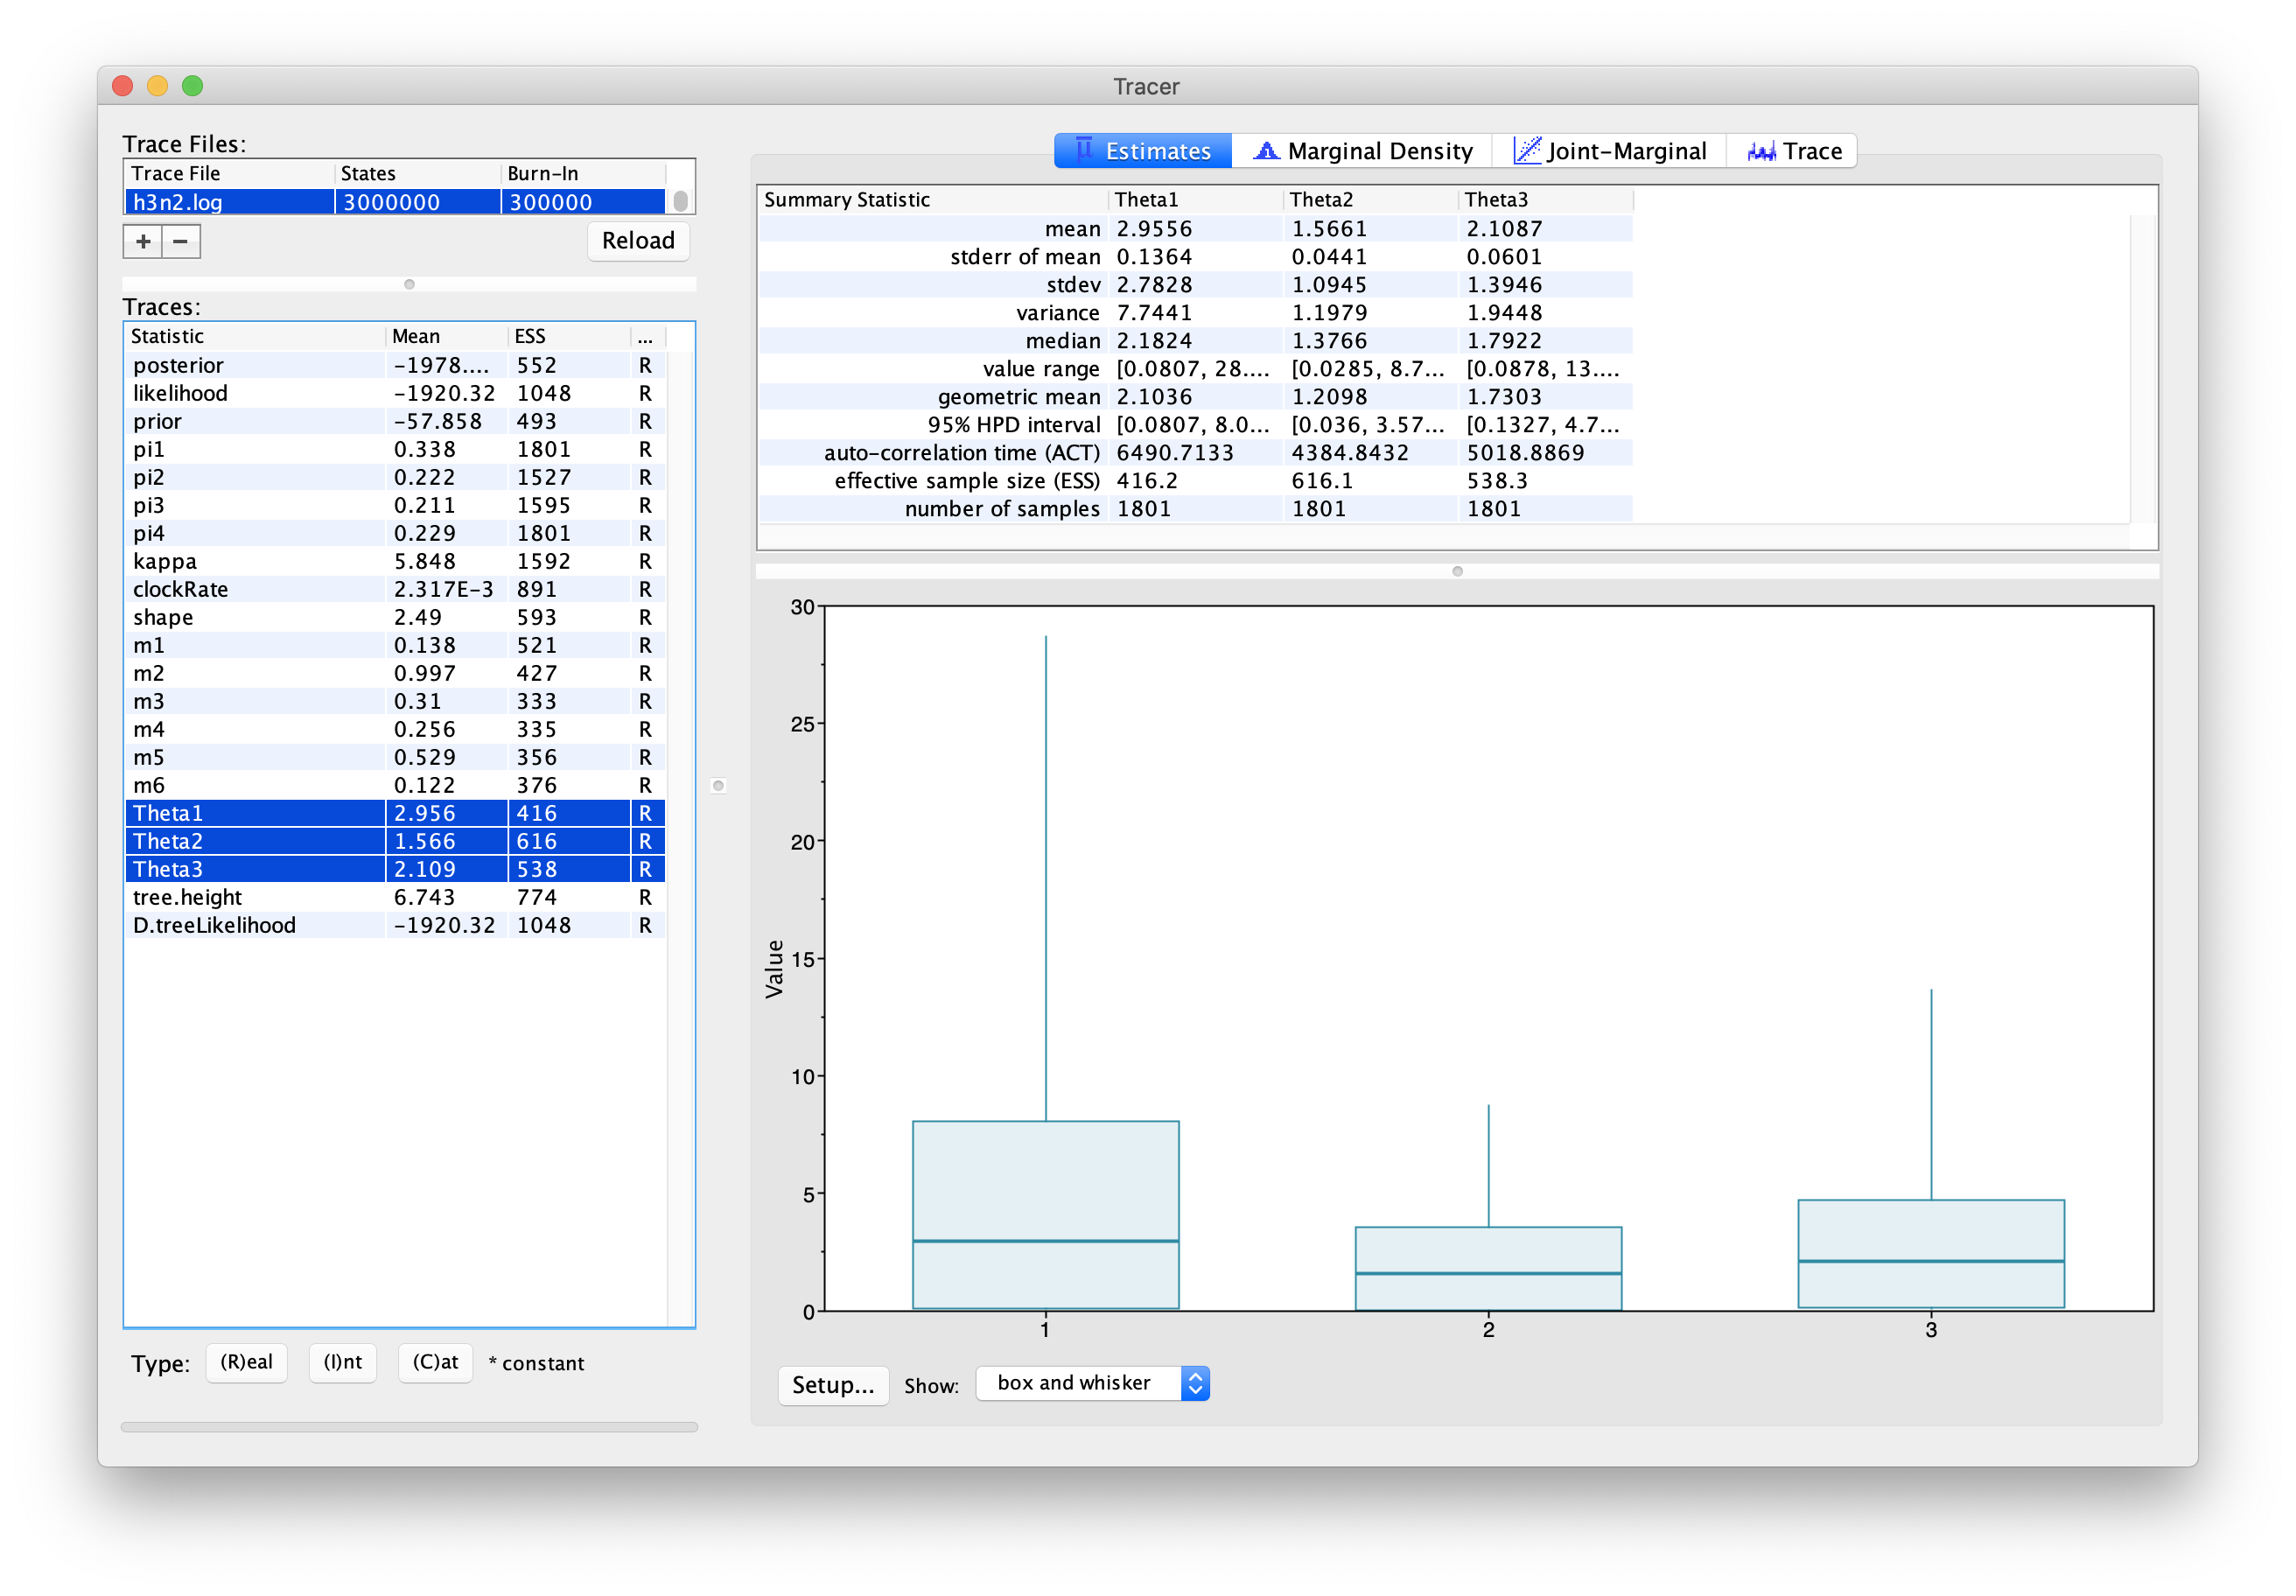 Tracer
Trace Files:
Trace File States Burn-In
h3n2.log 3000000 300000
+ − Reload
Traces:
Statistic Mean ESS ...
posterior −1978.... 552 R
likelihood −1920.32 1048 R
prior −57.858 493 R
pi1 0.338 1801 R
pi2 0.222 1527 R
pi3 0.211 1595 R
pi4 0.229 1801 R
kappa 5.848 1592 R
clockRate 2.317E−3 891 R
shape 2.49 593 R
m1 0.138 521 R
m2 0.997 427 R
m3 0.31 333 R
m4 0.256 335 R
m5 0.529 356 R
m6 0.122 376 R
Theta1 2.956 416 R
Theta2 1.566 616 R
Theta3 2.109 538 R
tree.height 6.743 774 R
D.treeLikelihood −1920.32 1048 R
Type: (R)eal (I)nt (C)at * constant
μ Estimates Marginal Density Joint-Marginal Trace
Summary Statistic Theta1 Theta2 Theta3
mean 2.9556 1.5661 2.1087
stderr of mean 0.1364 0.0441 0.0601
stdev 2.7828 1.0945 1.3946
variance 7.7441 1.1979 1.9448
median 2.1824 1.3766 1.7922
value range [0.0807, 28.... [0.0285, 8.7... [0.0878, 13....
geometric mean 2.1036 1.2098 1.7303
95% HPD interval [0.0807, 8.0... [0.036, 3.57... [0.1327, 4.7...
auto-correlation time (ACT) 6490.7133 4384.8432 5018.8869
effective sample size (ESS) 416.2 616.1 538.3
number of samples 1801 1801 1801
30
25
20
15
10
5
0
Value
1 2 3
Setup... Show: box and whisker